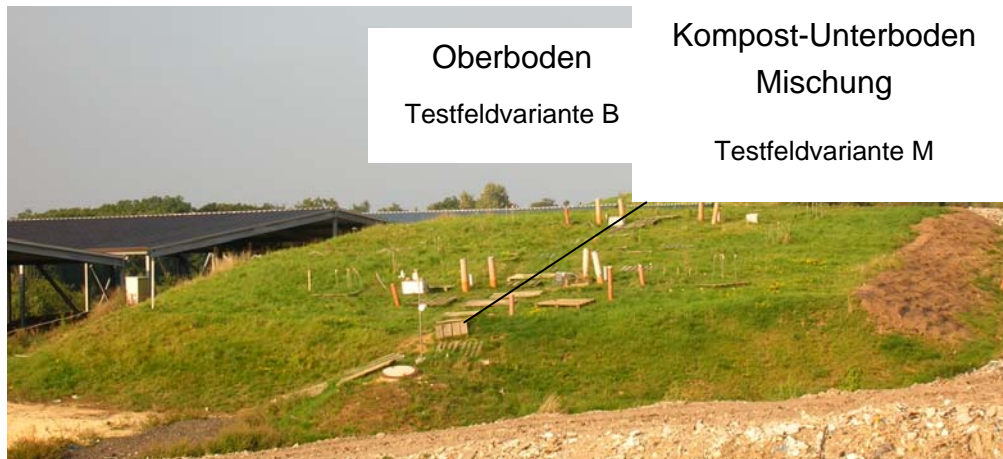 Oberboden
Testfeldvariante B
Kompost-Unterboden
Mischung
Testfeldvariante M